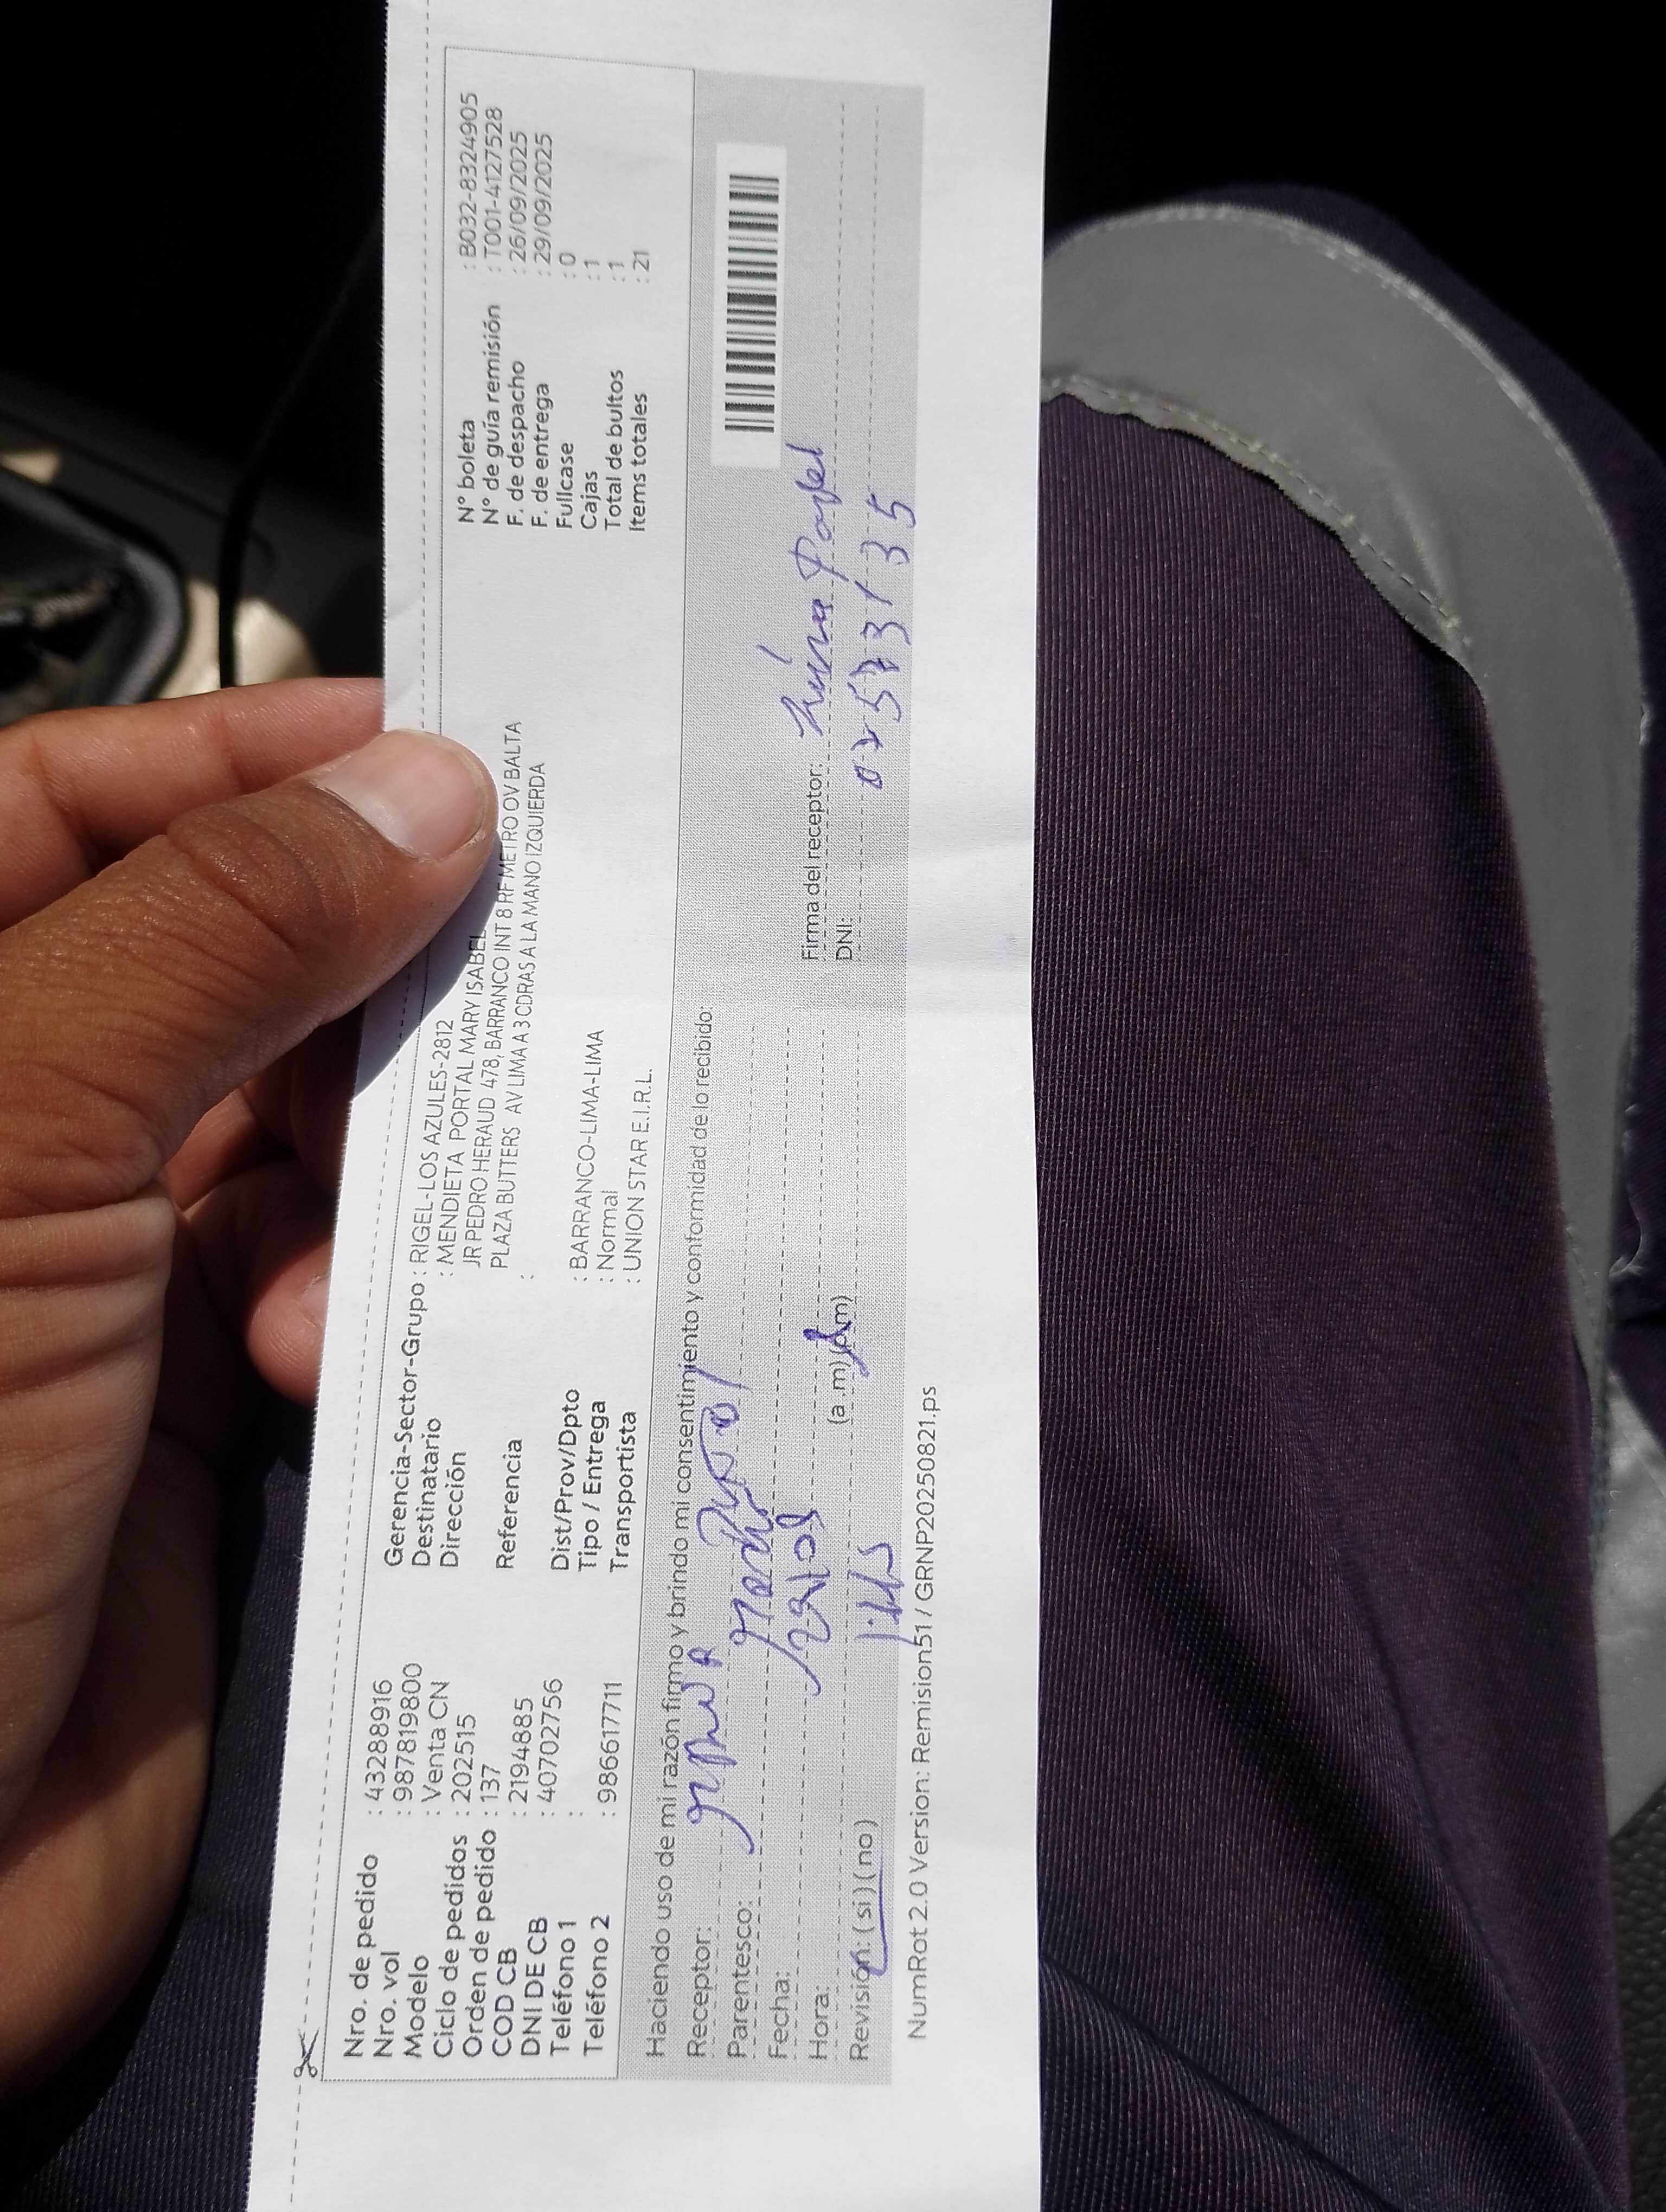 Nro. de pedido : 43288916
Nro. vol : 987819800
Modelo : Venta CN
Ciclo de pedidos : 202515
Orden de pedido : 137
COD CB : 2194885
DNI DE CB : 40702756
Teléfono 1 :
Teléfono 2 : 986617711
Gerencia-Sector-Grupo : RIGEL-LOS AZULES-2812
Destinatario : MENDIETA PORTAL MARY ISABEL
Dirección JR PEDRO HERAUD 478, BARRANCO INT 8 RF METRO OV BALTA
PLAZA BUTTERS AV LIMA A 3 CDRAS A LA MANO IZQUIERDA
Referencia :
Dist/Prov/Dpto : BARRANCO-LIMA-LIMA
Tipo / Entrega : Normal
Transportista : UNION STAR E.I.R.L.
N° boleta : B032-8324905
N° de guía remisión : T001-4127528
F. de despacho : 26/09/2025
F. de entrega : 29/09/2025
Fullcase : 0
Cajas : 1
Total de bultos : 1
Items totales : 21
Haciendo uso de mi razón firmo y brindo mi consentimiento y conformidad de lo recibido:
Receptor:
Parentesco:
Fecha:
Hora: (a.m) (pm)
Revisión: (si) (no)
Firma del receptor:
DNI:
NumRot 2.0 Version: Remision51 / GRNP20250821.ps